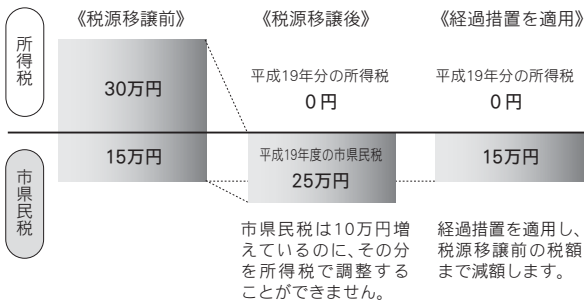 《税源移譲前》
《税源移譲後》
《経過措置を適用》
所得税
30万円
平成19年分の所得税
0円
平成19年分の所得税
0円
市県民税
15万円
平成19年度の市県民税
25万円
15万円
市県民税は10万円増
えているのに、その分
を所得税で調整する
ことができません。
経過措置を適用し、
税源移譲前の税額
まで減額します。